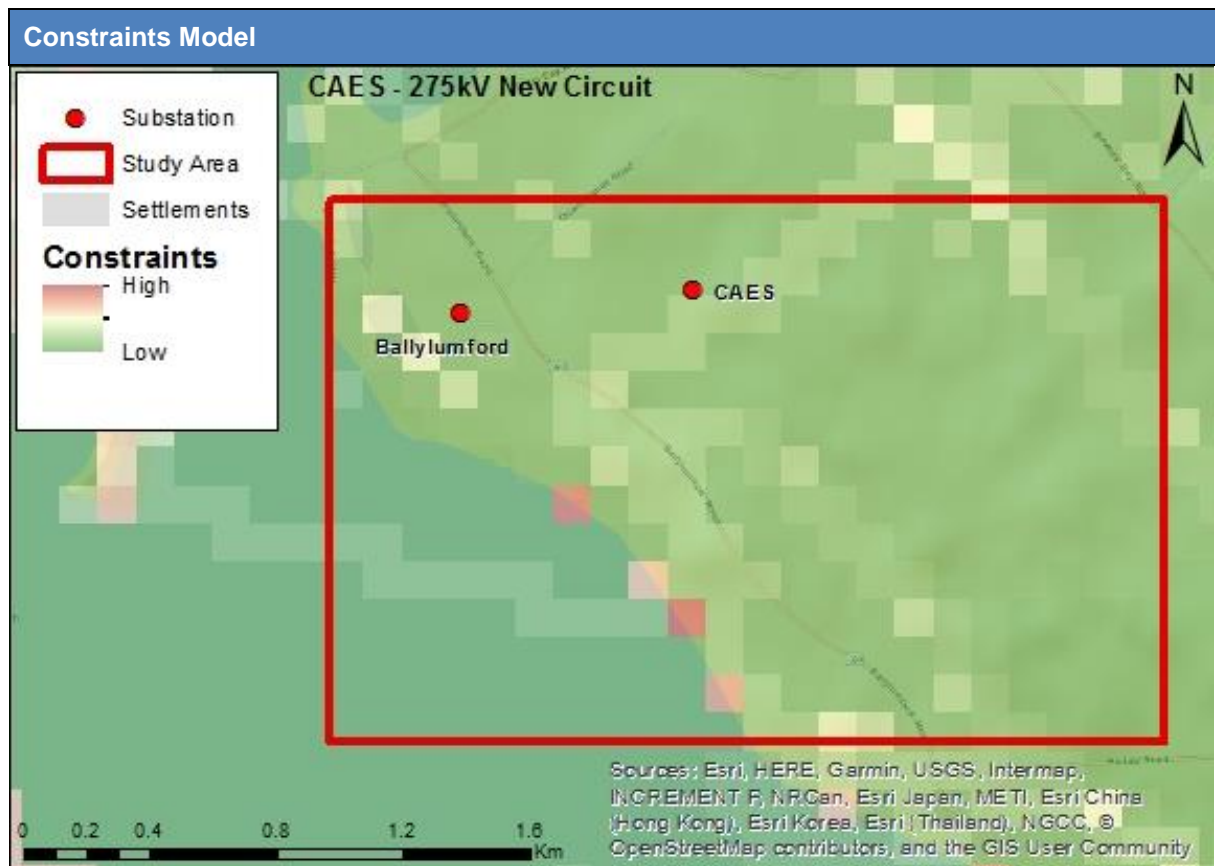 Constraints Model
CAES - 275kV New Circuit
N
Substation
Study Area
Settlements
Constraints
High
Low
CAES
Ballylumford
Sources: Esri, HERE, Garmin, USGS, Intermap,
INCREMENT P, NRCan, Esri Japan, METI, Esri China
(Hong Kong), Esri Korea, Esri (Thailand), NGCC, ©
OpenStreetMap contributors, and the GIS User Community
0 0.2 0.4 0.8 1.2 1.6
Km